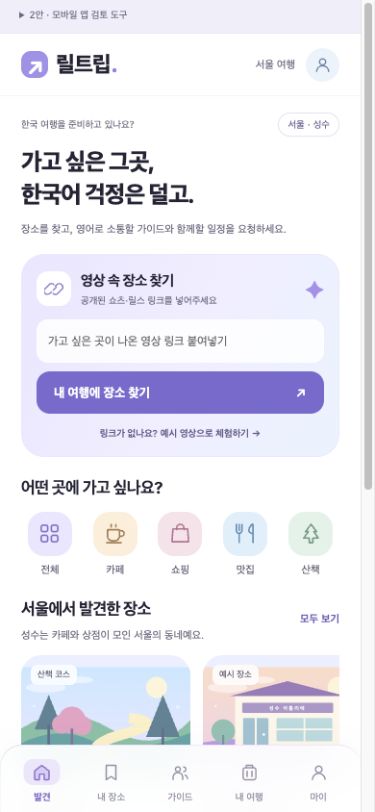 ▶ 2안 · 모바일 앱 검토 도구
릴트립.
서울 여행
한국 여행을 준비하고 있나요?
서울 · 성수
가고 싶은 그곳,
한국어 걱정은 덜고.
장소를 찾고, 영어로 소통할 가이드와 함께할 일정을 요청하세요.
영상 속 장소 찾기
공개된 쇼츠·릴스 링크를 넣어주세요
가고 싶은 곳이 나온 영상 링크 붙여넣기
내 여행에 장소 찾기
링크가 없나요? 예시 영상으로 체험하기 →
어떤 곳에 가고 싶나요?
전체
카페
쇼핑
맛집
산책
서울에서 발견한 장소
모두 보기
성수는 카페와 상점이 모인 서울의 동네예요.
산책 코스
예시 장소
발견
내 장소
가이드
내 여행
마이